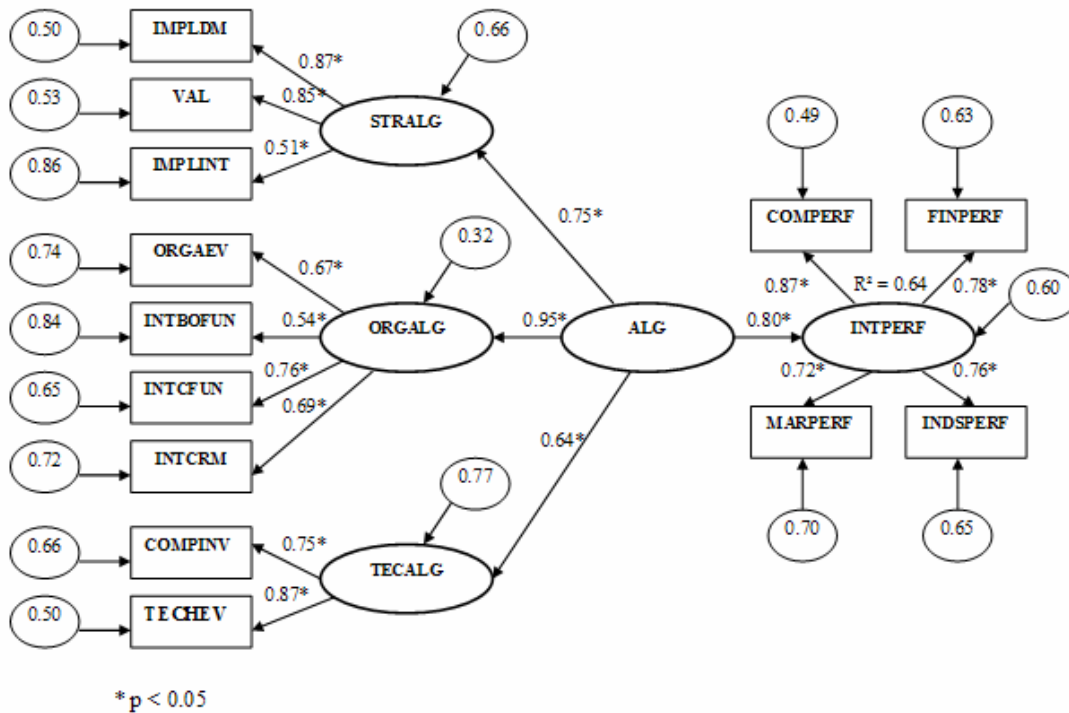 0.50
IMPLDM
0.87*
0.66
0.53
VAL
0.85*
STRALG
0.86
IMPLINT
0.51*
0.49
0.63
COMPERF
FINPERF
0.75*
0.74
ORGAEV
0.67*
0.32
0.87*
R² = 0.64
0.78*
0.60
0.84
INTBOFUN
0.54*
ORGALG
0.95*
ALG
0.80*
INTPERF
0.65
INTCFUN
0.76*
0.72*
0.76*
0.69*
MARPERF
INDSPERF
0.72
INTCRM
0.64*
0.77
0.70
0.65
0.66
COMPINV
0.75*
TECALG
0.50
TECHEV
0.87*
* p < 0.05